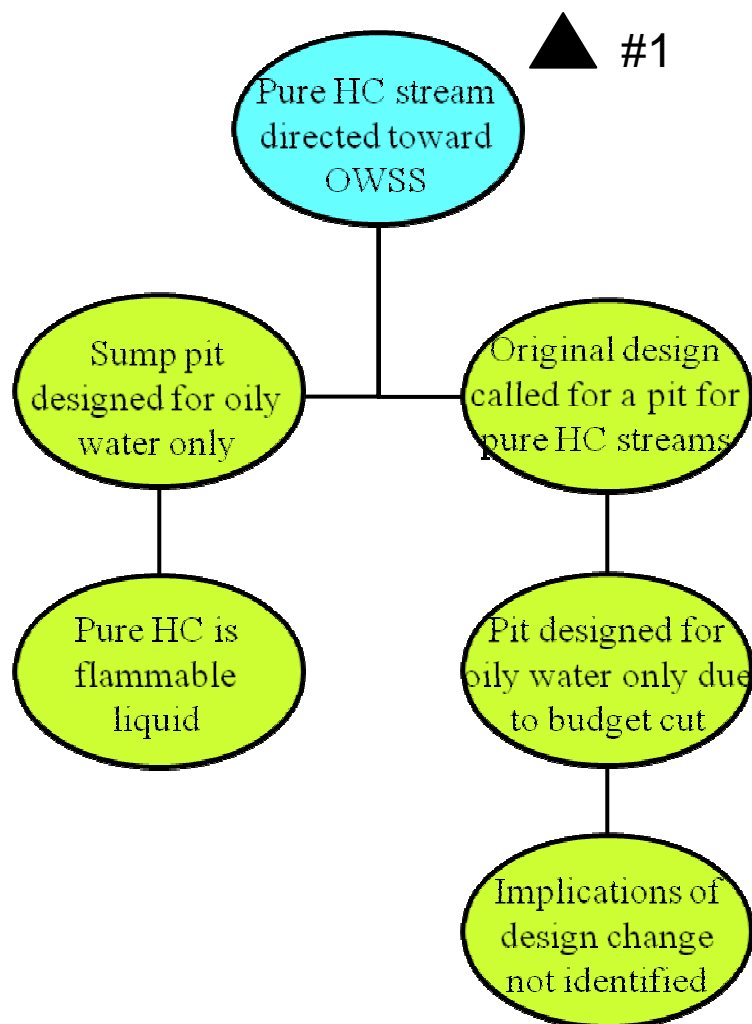 #1
Pure HC stream
directed toward
OWSS
Sump pit
designed for oily
water only
Original design
called for a pit for
pure HC streams
Pure HC is
flammable
liquid
Pit designed for
oily water only due
to budget cut
Implications of
design change
not identified